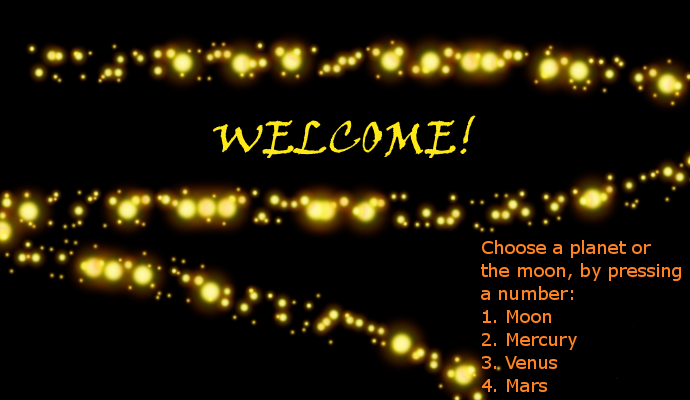 WELCOME!
Choose a planet or
the moon, by pressing
a number:
1. Moon
2. Mercury
3. Venus
4. Mars